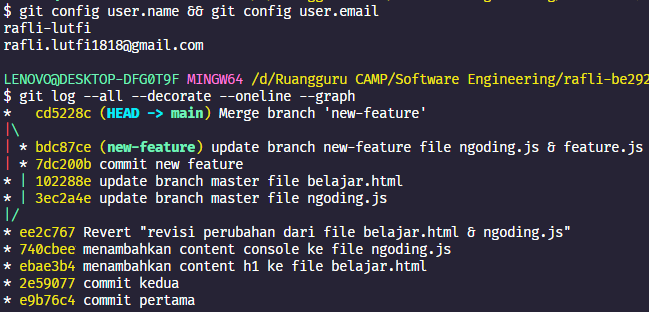 $ git config user.name && git config user.email
rafli-lutfi
rafli.lutfi1818@gmail.com
LENOVO@DESKTOP-DFG0T9F MINGW64 /d/Ruangguru CAMP/Software Engineering/rafli-be292
$ git log --all --decorate --oneline --graph
*   cd5228c (HEAD -> main) Merge branch 'new-feature'
|\
| * bdc87ce (new-feature) update branch new-feature file ngoding.js & feature.js
| * 7dc200b commit new feature
* | 102288e update branch master file belajar.html
* | 3ec2a4e update branch master file ngoding.js
|/
* ee2c767 Revert "revisi perubahan dari file belajar.html & ngoding.js"
* 740cbee menambahkan content console ke file ngoding.js
* ebae3b4 menambahkan content h1 ke file belajar.html
* 2e59077 commit kedua
* e9b76c4 commit pertama